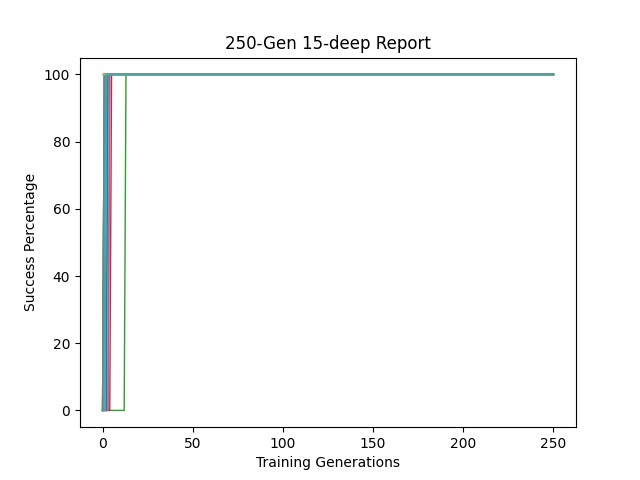 250-Gen 15-deep Report
100
80
60
40
20
0
Success Percentage
0 50 100 150 200 250
Training Generations